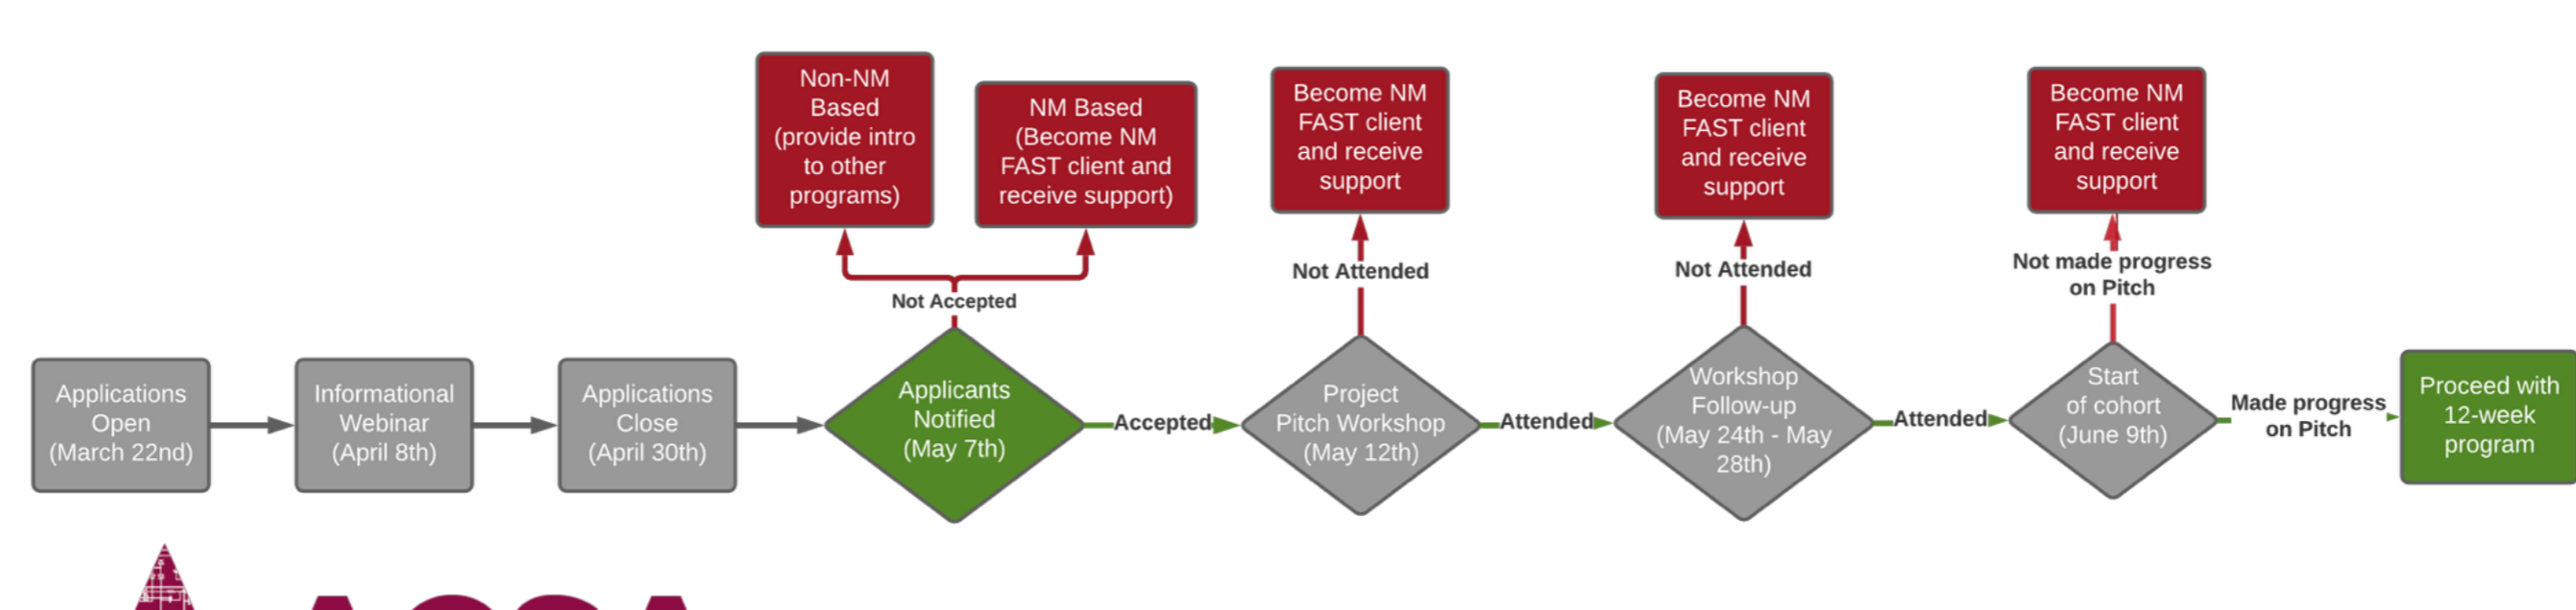 Non-NM
Based
(provide intro
to other
programs)
NM Based
(Become NM
FAST client and
receive support)
Become NM
FAST client
and receive
support
Become NM
FAST client
and receive
support
Become NM
FAST client
and receive
support
Not Accepted
Not Attended
Not Attended
Not made progress
on Pitch
Applications
Open
(March 22nd)
Informational
Webinar
(April 8th)
Applications
Close
(April 30th)
Applicants
Notified
(May 7th)
Accepted
Project
Pitch Workshop
(May 12th)
Attended
Workshop
Follow-up
(May 24th - May
28th)
Attended
Start
of cohort
(June 9th)
Made progress
on Pitch
Proceed with
12-week
program